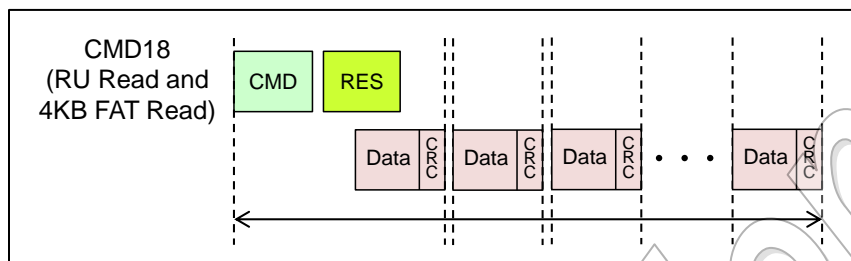 CMD18
(RU Read and
4KB FAT Read)
CMD RES
Data CRC Data CRC Data CRC • • • Data CRC